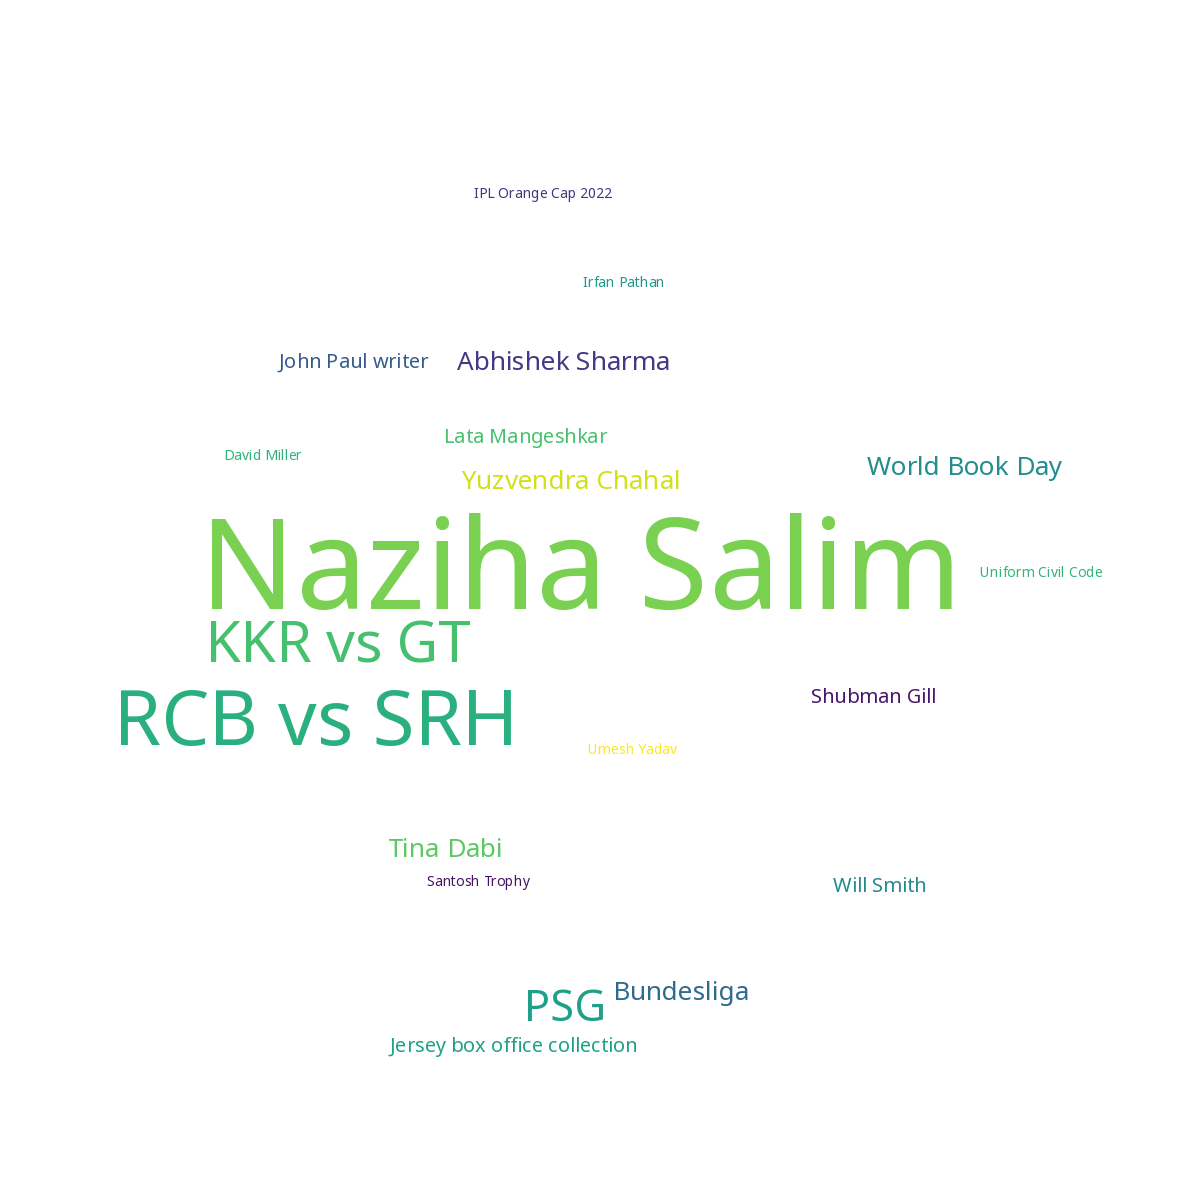 IPL Orange Cap 2022
Irfan Pathan
John Paul writer
Abhishek Sharma
Lata Mangeshkar
David Miller
World Book Day
Yuzvendra Chahal
Naziha Salim
Uniform Civil Code
KKR vs GT
Shubman Gill
RCB vs SRH
Umesh Yadav
Tina Dabi
Santosh Trophy
Will Smith
Bundesliga
PSG
Jersey box office collection